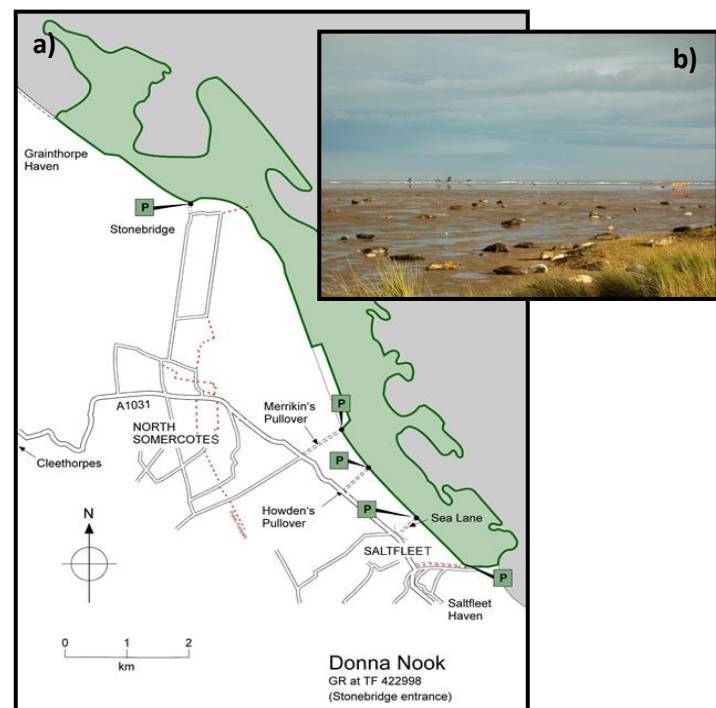 a)
b)
Grainthorpe
Haven
P
Stonebridge
A1031
NORTH
SOMERCOTES
Cleethorpes
Merrikin's
Pullover
P
P
Howden's
Pullover
P
Sea Lane
SALTFLEET
P
Saltfleet
Haven
N
0 1 2
km
Donna Nook
GR at TF 422998
(Stonebridge entrance)